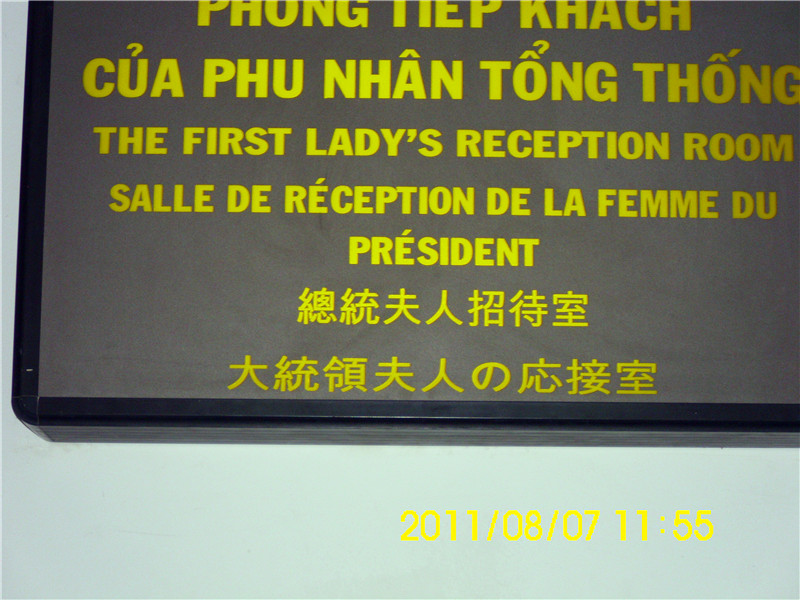 PHÒNG TIẾP KHÁCH
CỦA PHU NHÂN TỔNG THỐNG
THE FIRST LADY'S RECEPTION ROOM
SALLE DE RÉCEPTION DE LA FEMME DU
PRÉSIDENT
總統夫人招待室
大統領夫人の応接室
2011/08/07 11:55